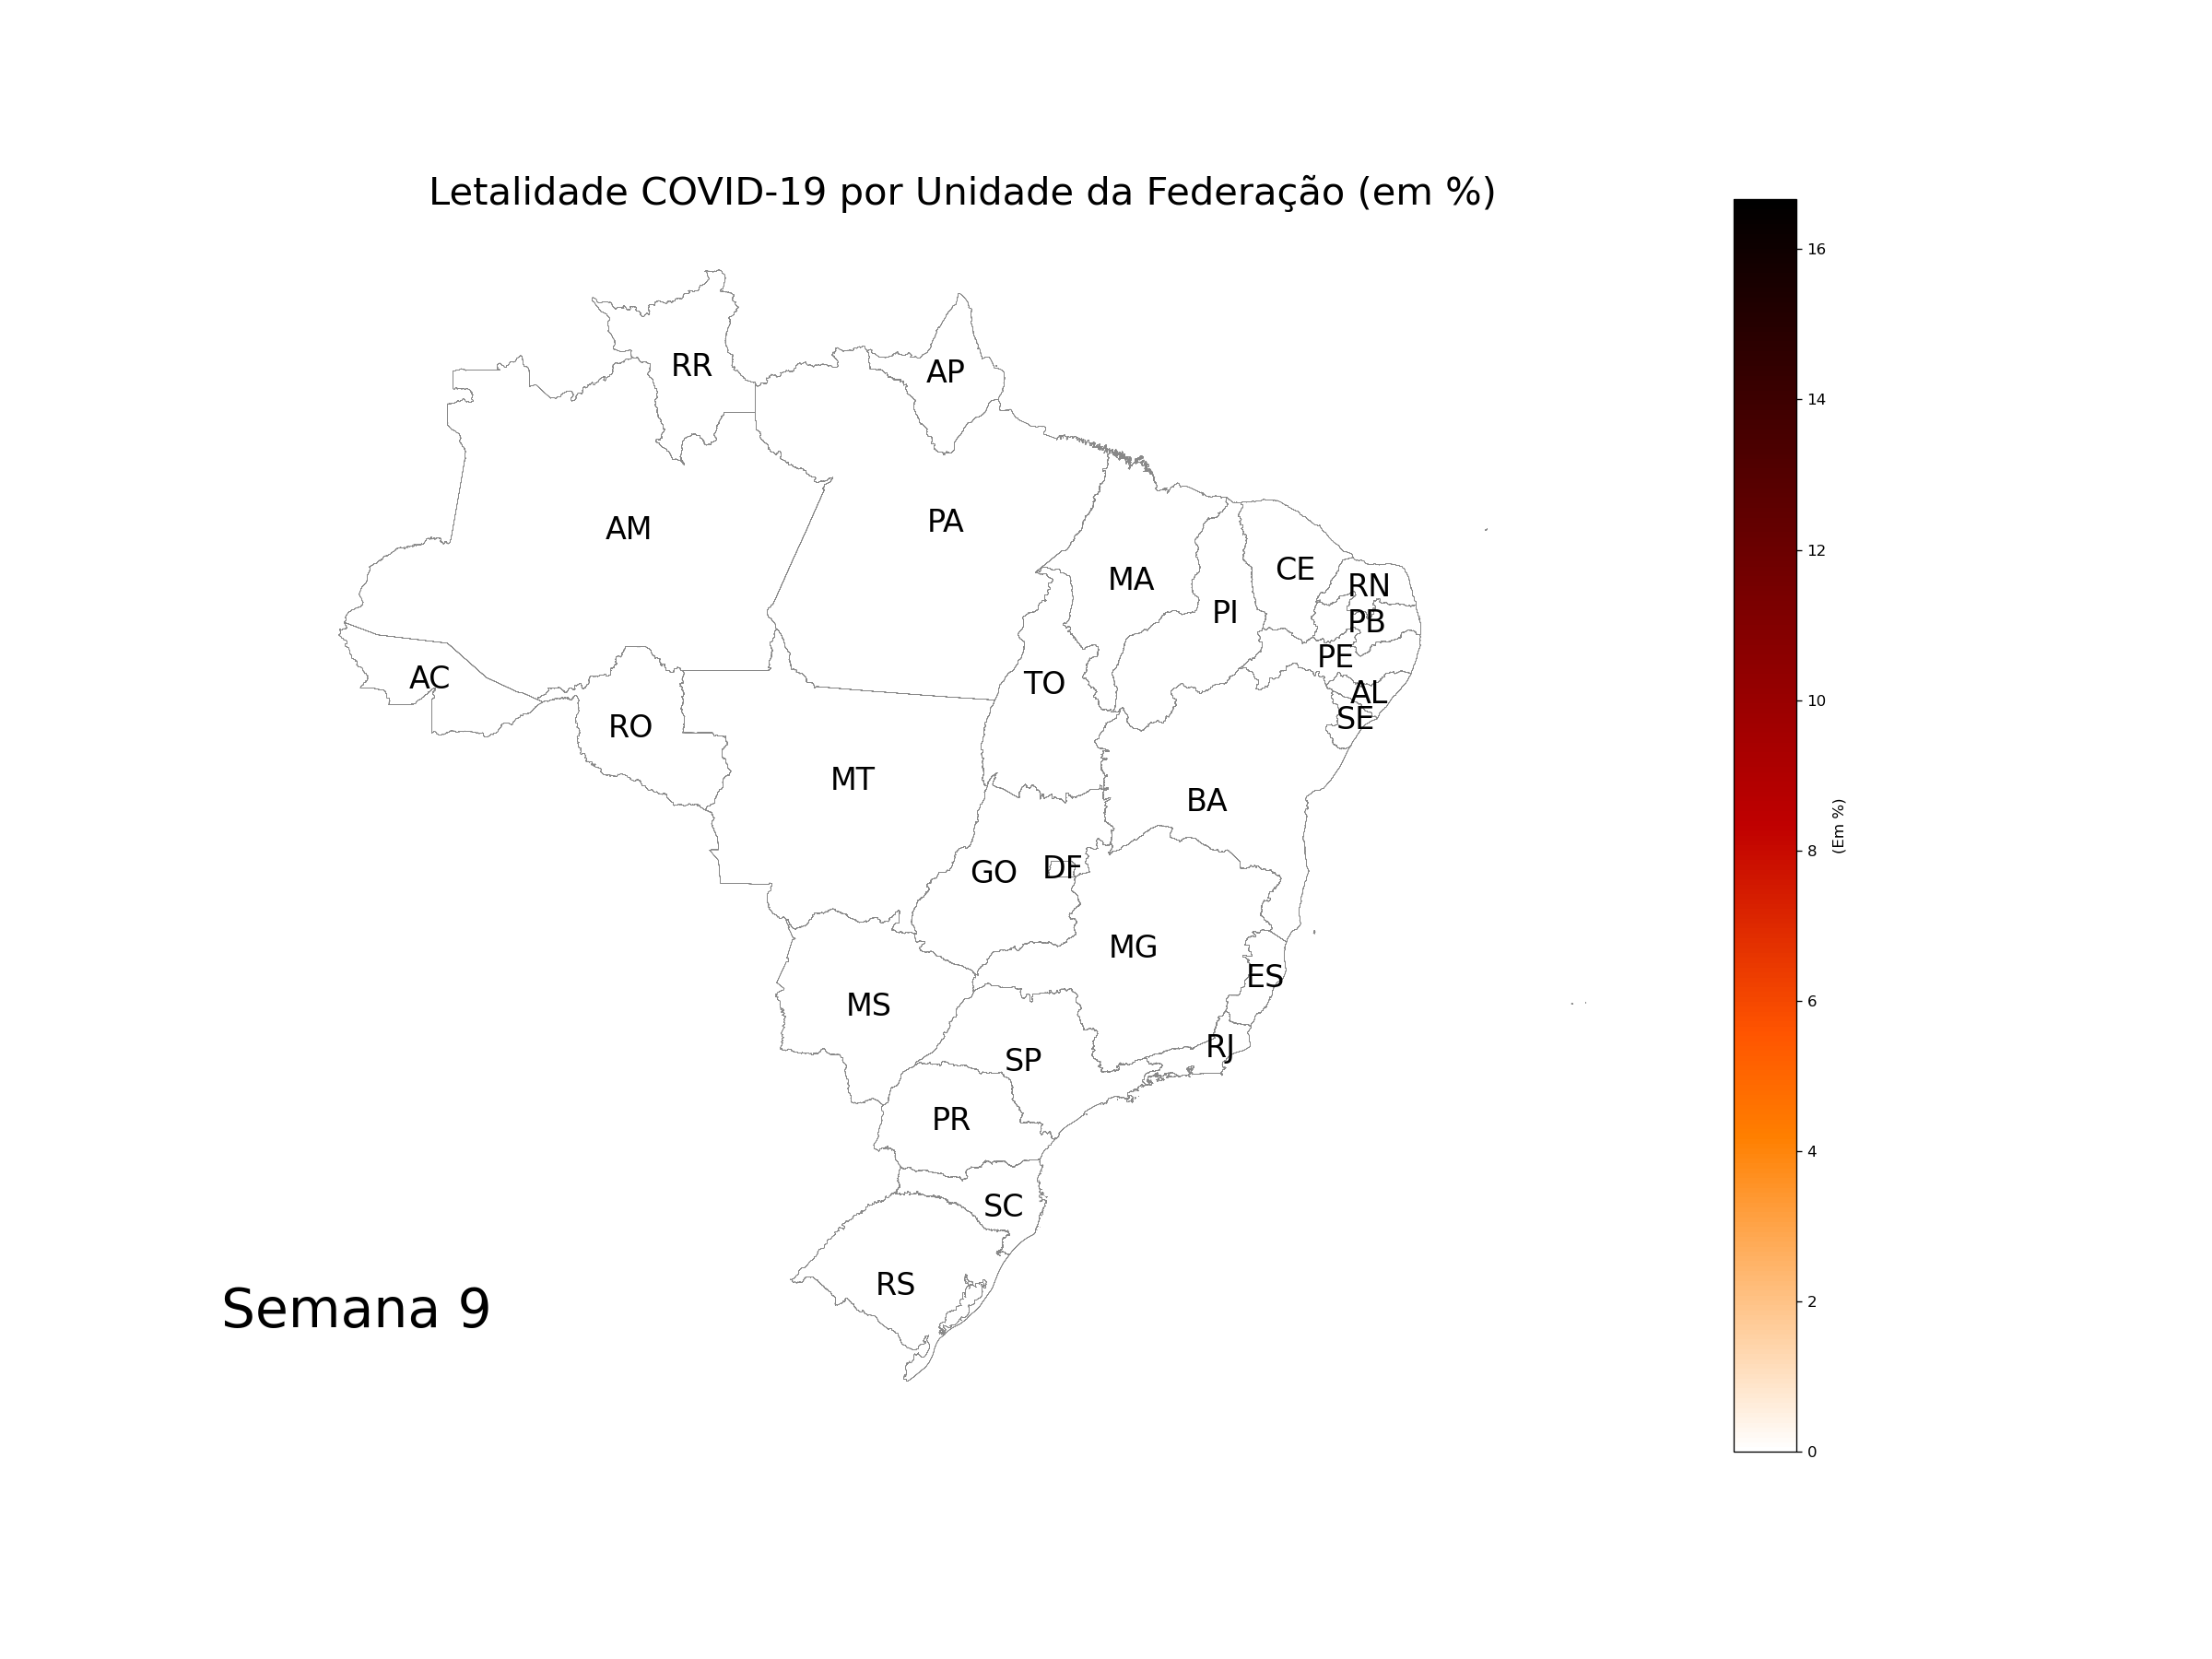 Letalidade COVID-19 por Unidade da Federação (em %)
16
RR
AP
14
AM
PA
12
CE
MA
RN
PI
PB
PE
AC
TO
AL
10
SE
RO
MT
BA
8
(Em %)
GO
DF
MG
ES
6
MS
RJ
SP
PR
4
SC
RS
2
Semana 9
0